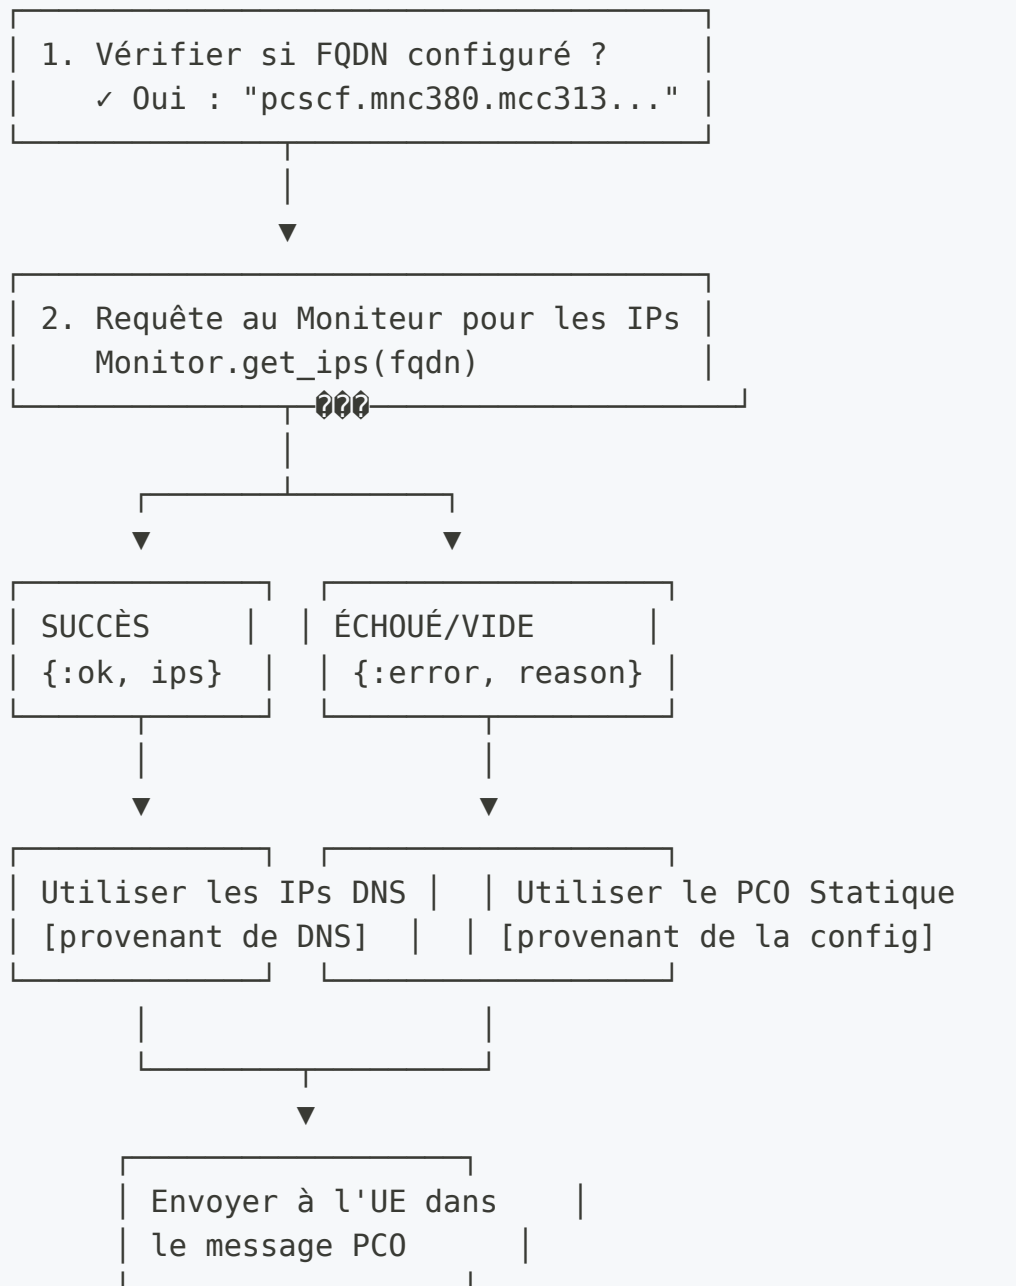 1. Vérifier si FQDN configuré ?
✓ Oui : "pcscf.mnc380.mcc313..."
2. Requête au Moniteur pour les IPs
Monitor.get_ips(fqdn)
���
SUCCÈS ÉCHOUÉ/VIDE
{:ok, ips} {:error, reason}
Utiliser les IPs DNS Utiliser le PCO Statique
[provenant de DNS] [provenant de la config]
Envoyer à l'UE dans
le message PCO